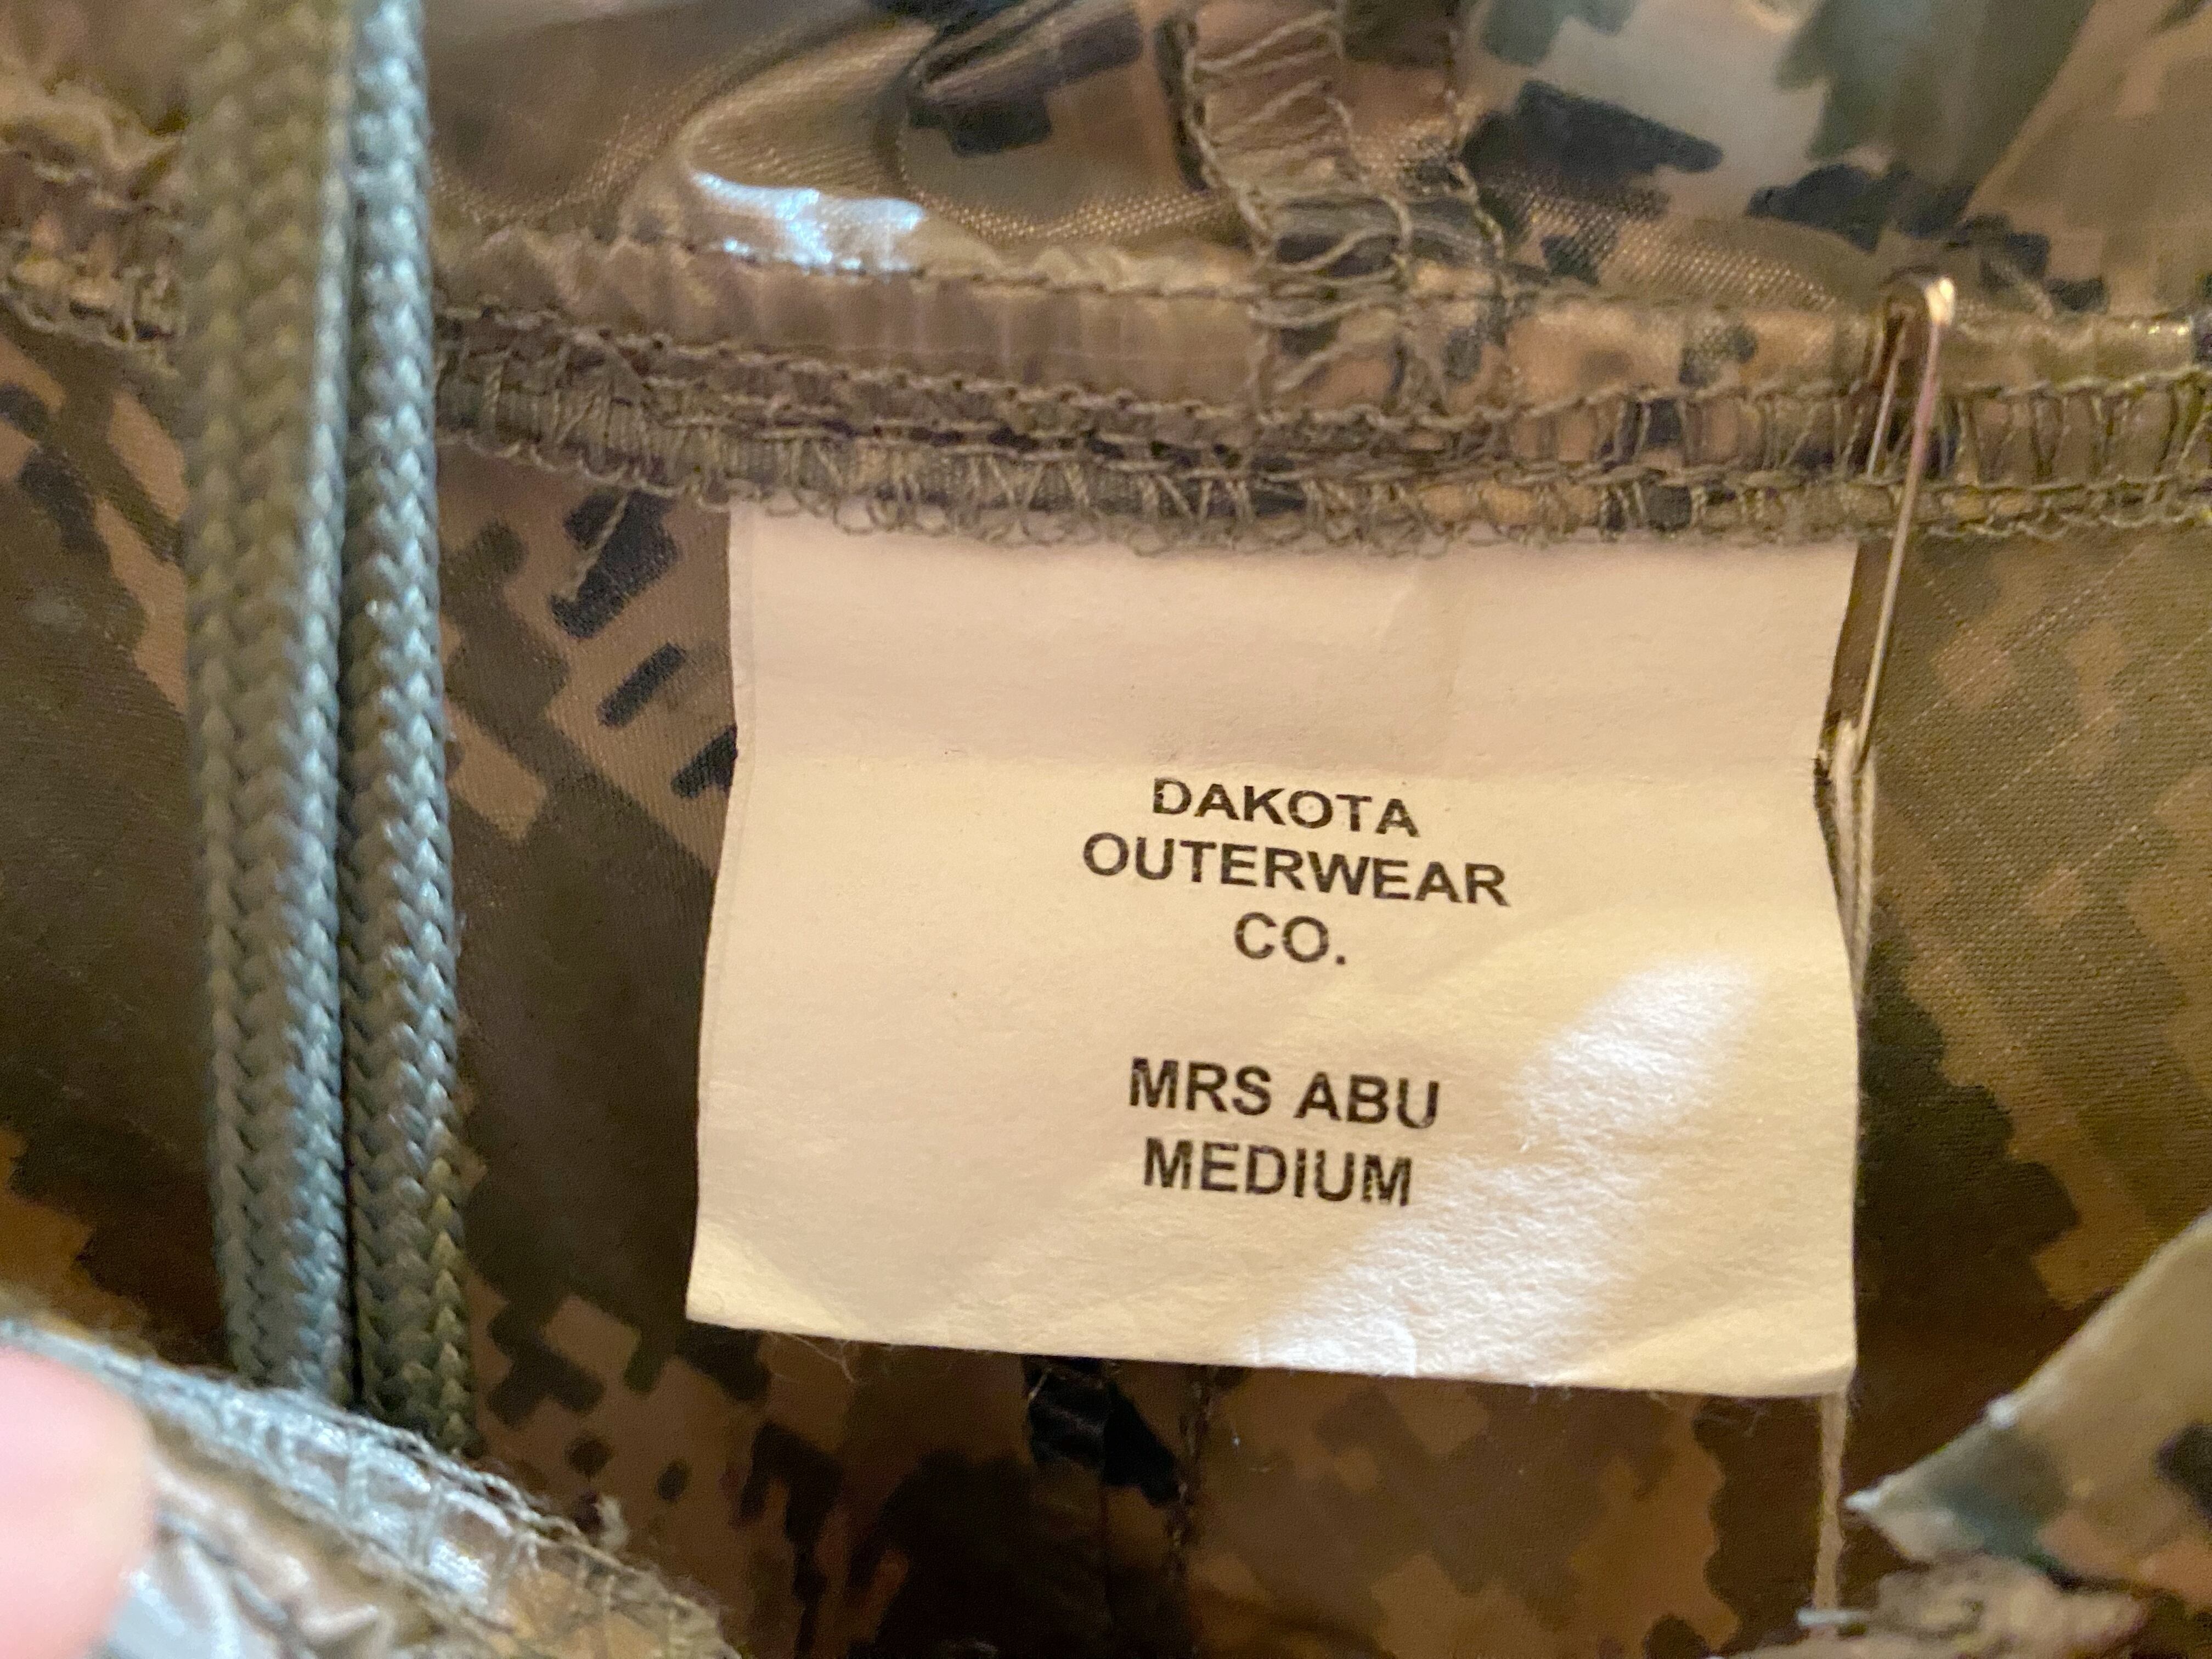 DAKOTA
OUTERWEAR
CO.
MRS ABU
MEDIUM